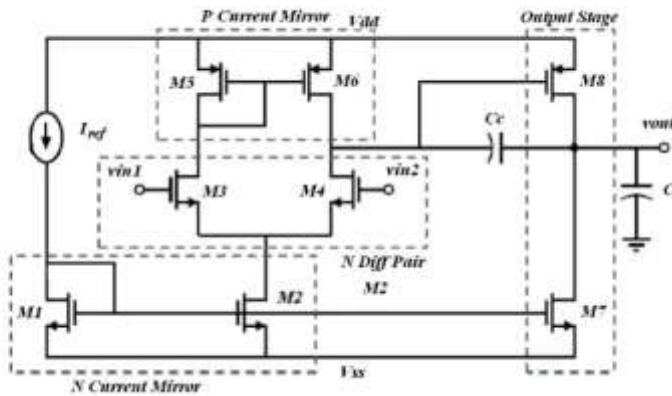 P Current Mirror
Vdd
Output Stage
M5
M6
M8
Iref
Cc
vout
vin1
M3
M4
vin2
C
N Diff Pair
M2
M1
M2
M7
Vss
N Current Mirror